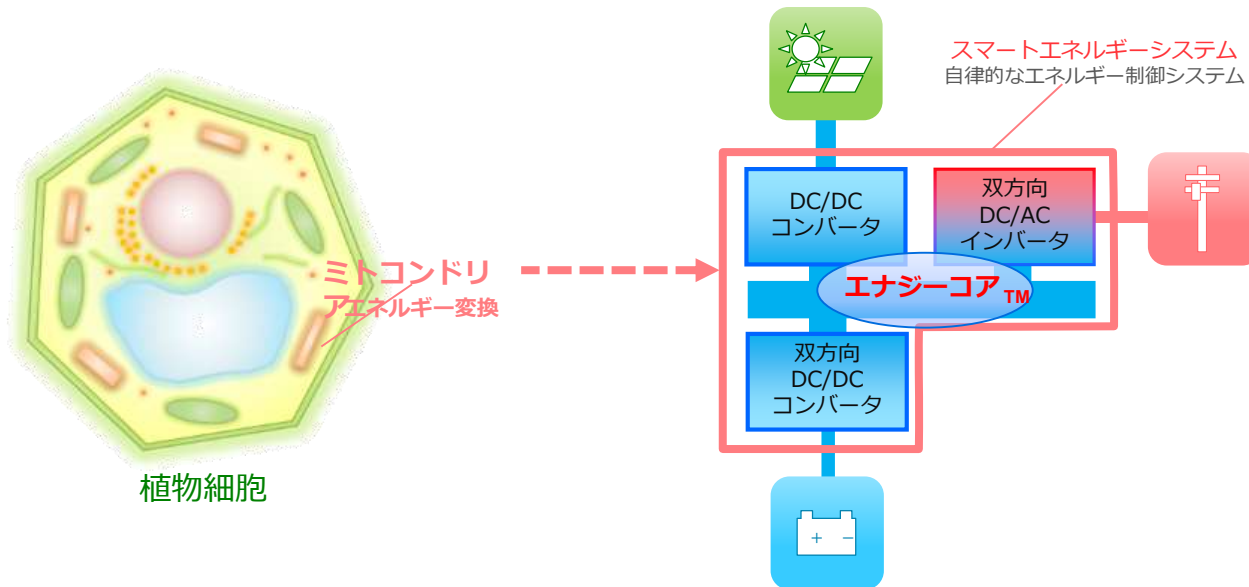 スマートエネルギーシステム
自律的なエネルギー制御システム
DC/DC
コンバータ
双方向
DC/AC
インバータ
ミトコンドリ
ア
エネルギー変換
エナジーコア TM
双方向
DC/DC
コンバータ
植物細胞
+ −